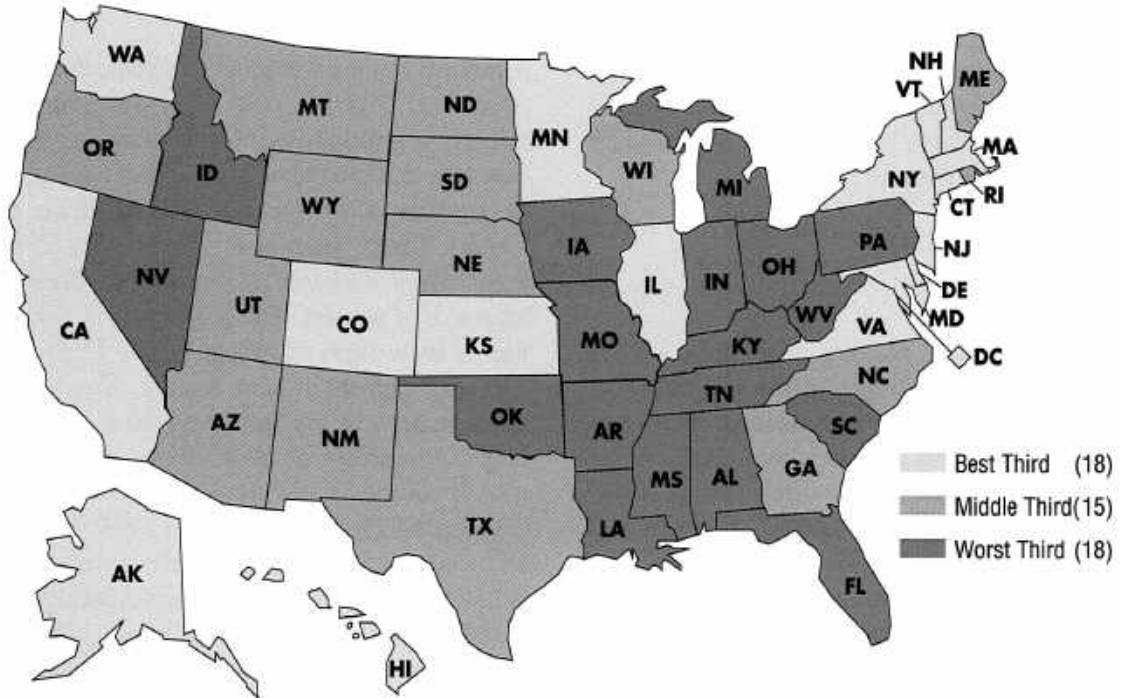 WA
NH
ME
VT
MT
ND
MN
OR
MA
ID
SD
WI
NY
MI
WY
RI
CT
PA
IA
NJ
NE
OH
NV
IL
IN
DE
UT
WV
CO
VA
MD
CA
KS
MO
KY
DC
NC
TN
OK
AZ
AR
SC
NM
Best Third (18)
GA
MS
AL
Middle Third(15)
TX
LA
Worst Third (18)
AK
FL
HI